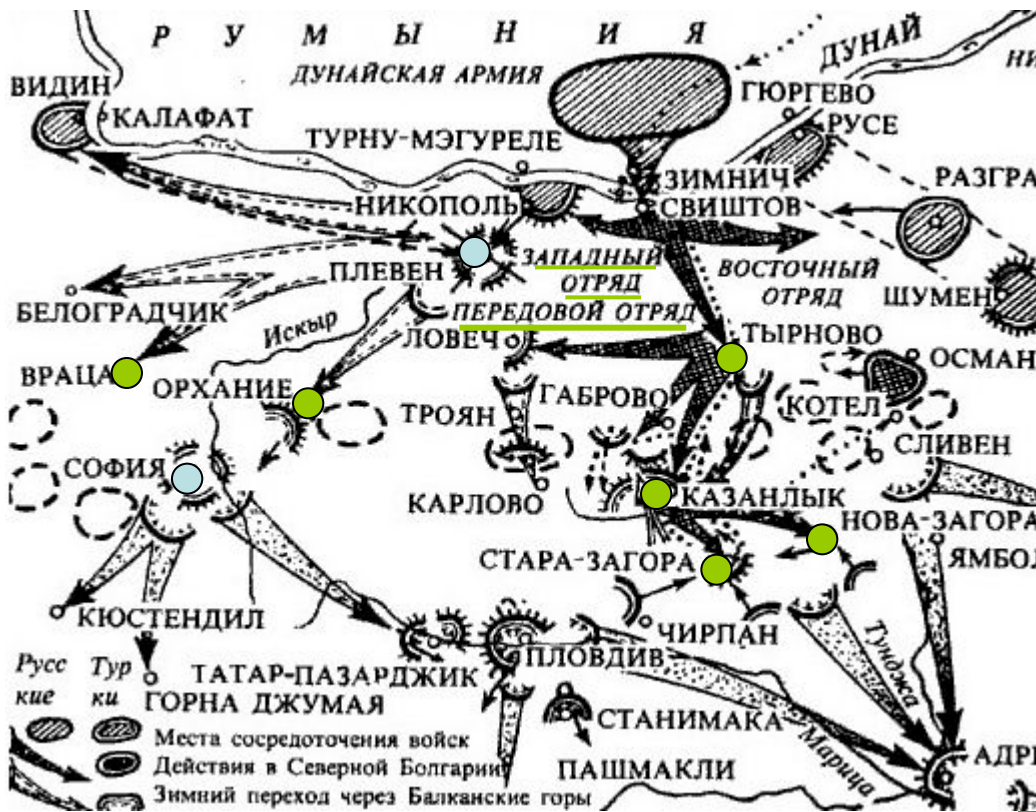 РУМЫНИЯ
ДУНАЙСКАЯ АРМИЯ
ДУНАЙ
ВИДИН
КАЛАФАТ
ГЮРГЕВО
РУСЕ
ТУРНУ-МЭГУРЕЛЕ
ЗИМНИЧ
РАЗГРА
НИКОПОЛЬ
СВИШТОВ
ПЛЕВЕН
ЗАПАДНЫЙ
ОТРЯД
ВОСТОЧНЫЙ
ОТРЯД
ШУМЕН
БЕЛОГРАДЧИК
Искыр
ПЕРЕДОВОЙ ОТРЯД
ЛОВЕЧ
ТЫРНОВО
ОСМАН
ВРАЦА
ОРХАНИЕ
ТРОЯН
ГАБРОВО
КОТЕЛ
СЛИВЕН
СОФИЯ
КАРЛОВО
КАЗАНЛЫК
НОВА-ЗАГОРА
СТАРА-ЗАГОРА
ЯМБОЛ
КЮСТЕНДИЛ
ЧИРПАН
Тунджа
ПЛОВДИВ
ТАТАР-ПАЗАРДЖИК
ГОРНА ДЖУМАЯ
СТАНИМАКА
Марица
ПАШМАКЛИ
АДР
Русс Тур
кие ки
Места сосредоточения войск
Действия в Северной Болгарии
Зимний переход через Балканские горы